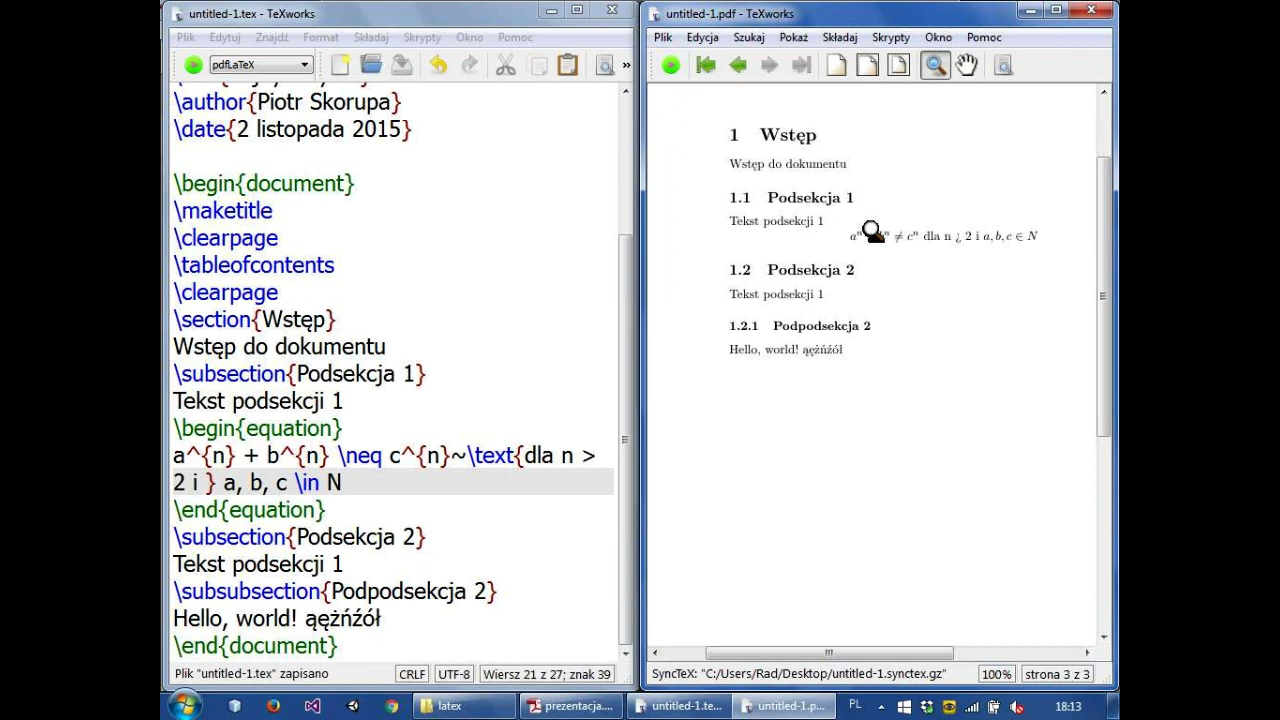 untitled-1.tex - TeXworks
Plik Edytuj Znajdź Format Składaj Skrypty Okno Pomoc
pdfLaTeX
»
\author{Piotr Skorupa}
\date{2 listopada 2015}
\begin{document}
\maketitle
\clearpage
\tableofcontents
\clearpage
\section{Wstęp}
Wstęp do dokumentu
\subsection{Podsekcja 1}
Tekst podsekcji 1
\begin{equation}
a^{n} + b^{n} \neq c^{n}~\text{dla n >
2 i } a, b, c \in N
\end{equation}
\subsection{Podsekcja 2}
Tekst podsekcji 1
\subsubsection{Podpodsekcja 2}
Hello, world! ąężńźół
\end{document}
Plik "untitled-1.tex" zapisano CRLF UTF-8 Wiersz 21 z 27; znak 39
untitled-1.pdf - TeXworks
Plik Edycja Szukaj Pokaż Składaj Skrypty Okno Pomoc
1 Wstęp
Wstęp do dokumentu
1.1 Podsekcja 1
Tekst podsekcji 1
aⁿ ⁿ ≠ cⁿ dla n ¿ 2 i a, b, c ∈ N
1.2 Podsekcja 2
Tekst podsekcji 1
1.2.1 Podpodsekcja 2
Hello, world! ąężńźół
SyncTeX: "C:/Users/Rad/Desktop/untitled-1.synctex.gz" 100% strona 3 z 3
latex prezentacja.... untitled-1.te... untitled-1.p... PL 18:13